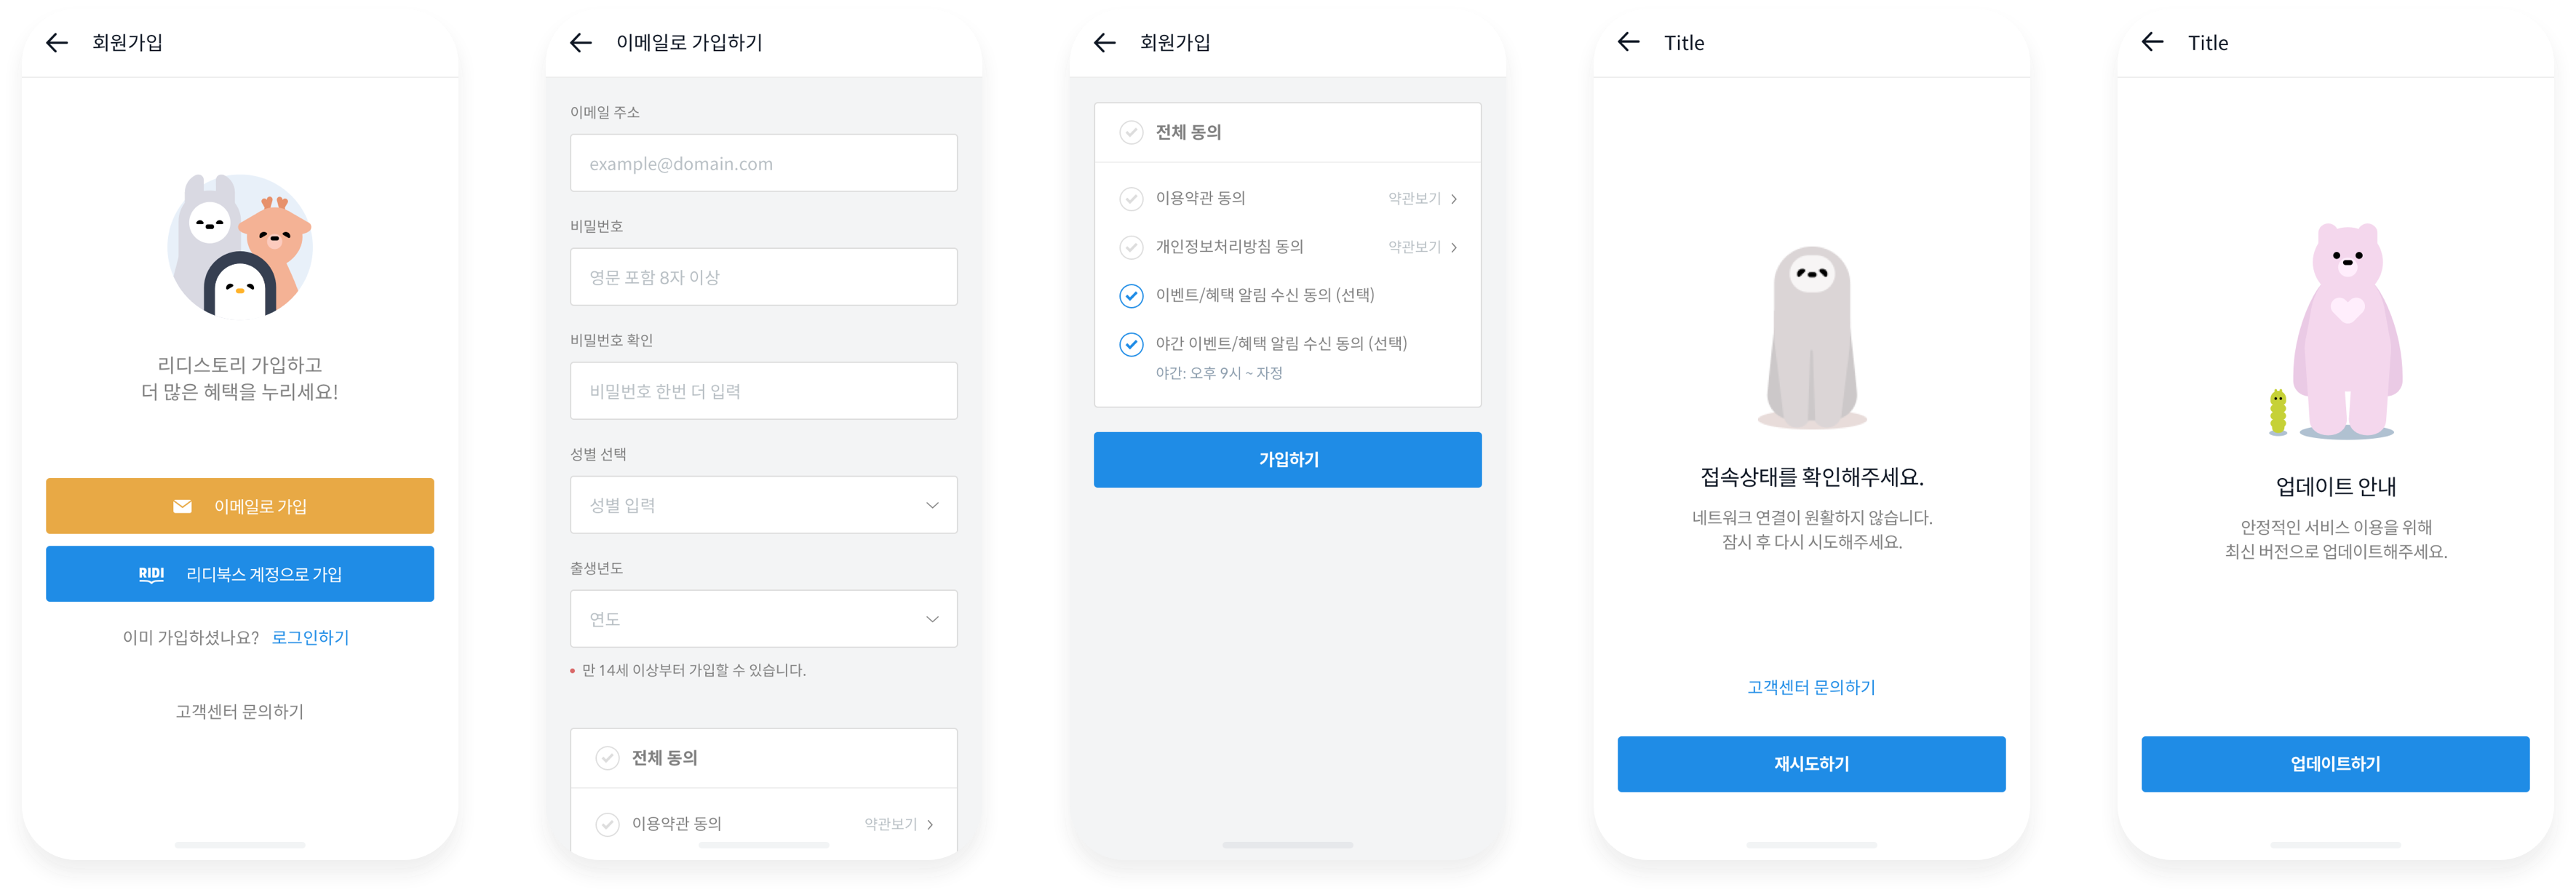 회원가입
리디스토리 가입하고
더 많은 혜택을 누리세요!
이메일로 가입
RIDI 리디북스 계정으로 가입
이미 가입하셨나요? 로그인하기
고객센터 문의하기
이메일로 가입하기
이메일 주소
example@domain.com
비밀번호
영문 포함 8자 이상
비밀번호 확인
비밀번호 한번 더 입력
성별 선택
성별 입력
출생년도
연도
• 만 14세 이상부터 가입할 수 있습니다.
전체 동의
이용약관 동의 약관보기
회원가입
전체 동의
이용약관 동의 약관보기
개인정보처리방침 동의 약관보기
이벤트/혜택 알림 수신 동의 (선택)
야간 이벤트/혜택 알림 수신 동의 (선택)
야간: 오후 9시 ~ 자정
가입하기
Title
접속상태를 확인해주세요.
네트워크 연결이 원활하지 않습니다.
잠시 후 다시 시도해주세요.
고객센터 문의하기
재시도하기
Title
업데이트 안내
안정적인 서비스 이용을 위해
최신 버전으로 업데이트해주세요.
업데이트하기